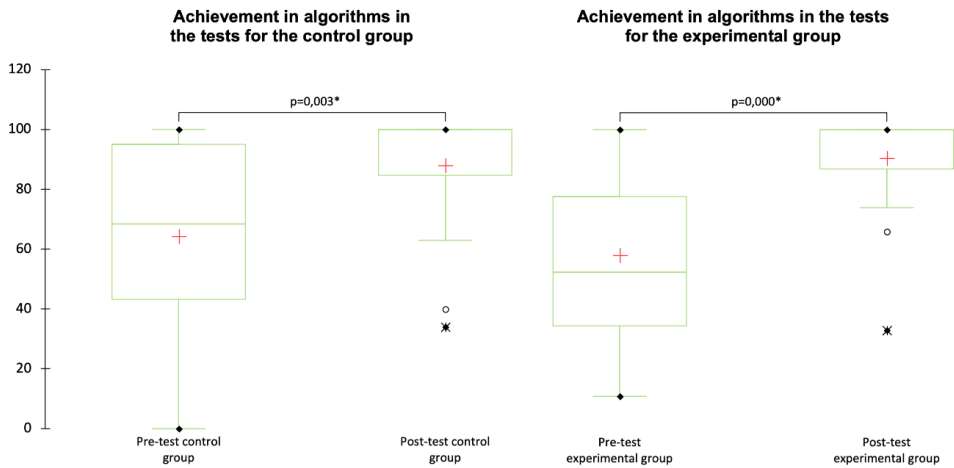 Achievement in algorithms in
the tests for the control group
Achievement in algorithms in the tests
for the experimental group
120
100
80
60
40
20
0
p=0,003*
p=0,000*
Pre-test control
group
Post-test control
group
Pre-test
experimental group
Post-test
experimental group